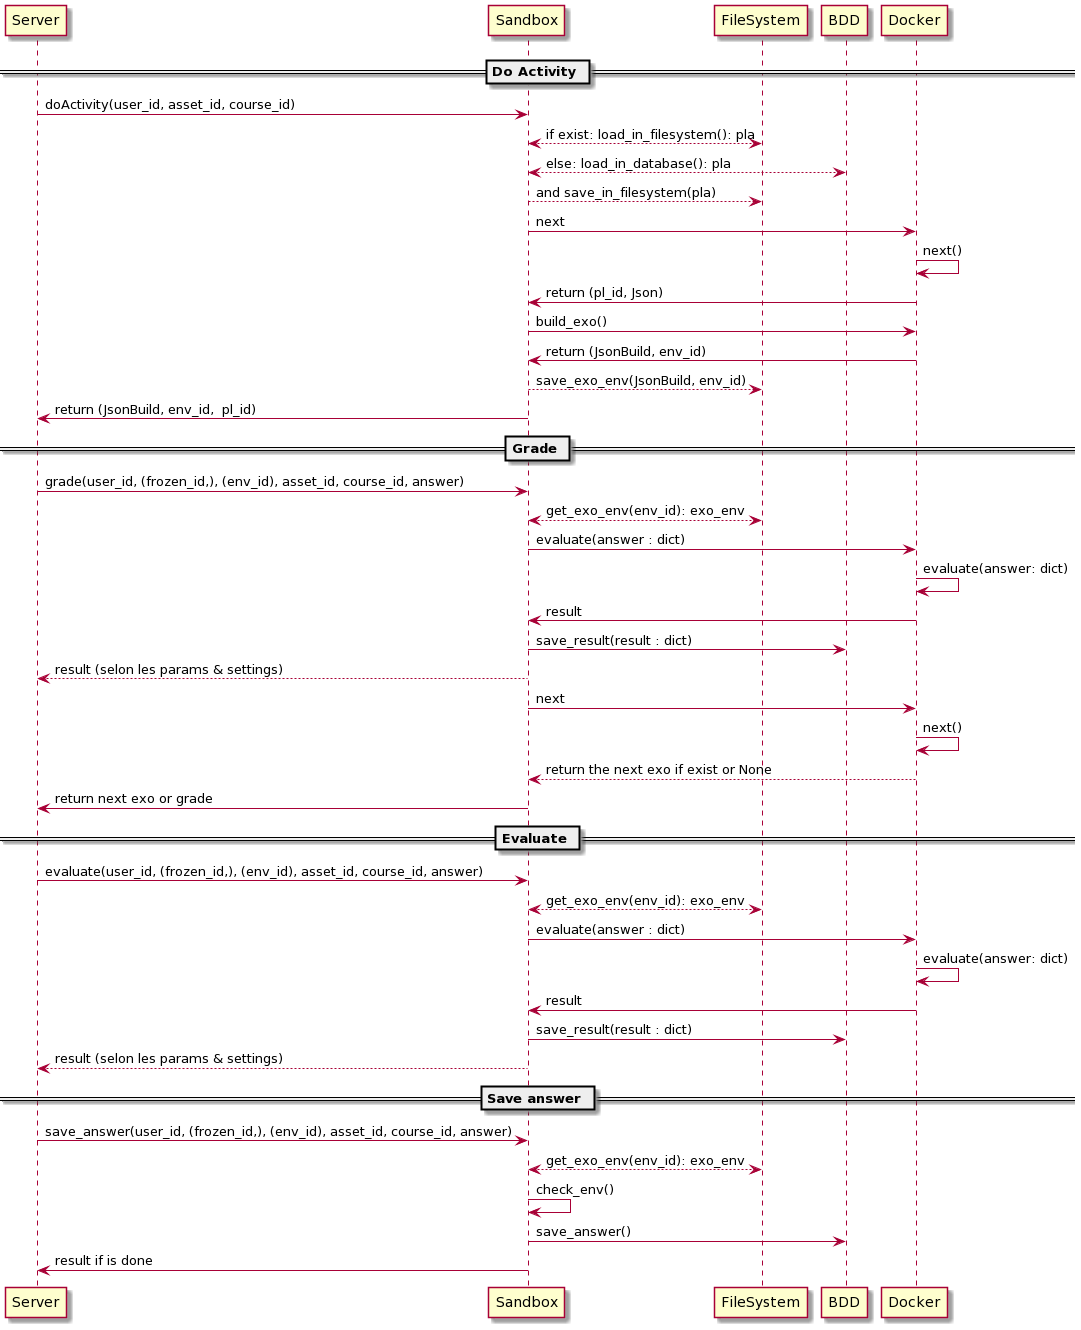 Server Sandbox FileSystem BDD Docker
Do Activity
doActivity(user_id, asset_id, course_id)
if exist: load_in_filesystem(): pla
else: load_in_database(): pla
and save_in_filesystem(pla)
next
next()
return (pl_id, Json)
build_exo()
return (JsonBuild, env_id)
save_exo_env(JsonBuild, env_id)
return (JsonBuild, env_id,  pl_id)
Grade
grade(user_id, (frozen_id,), (env_id), asset_id, course_id, answer)
get_exo_env(env_id): exo_env
evaluate(answer : dict)
evaluate(answer: dict)
result
save_result(result : dict)
result (selon les params & settings)
next
next()
return the next exo if exist or None
return next exo or grade
Evaluate
evaluate(user_id, (frozen_id,), (env_id), asset_id, course_id, answer)
get_exo_env(env_id): exo_env
evaluate(answer : dict)
evaluate(answer: dict)
result
save_result(result : dict)
result (selon les params & settings)
Save answer
save_answer(user_id, (frozen_id,), (env_id), asset_id, course_id, answer)
get_exo_env(env_id): exo_env
check_env()
save_answer()
result if is done
Server Sandbox FileSystem BDD Docker